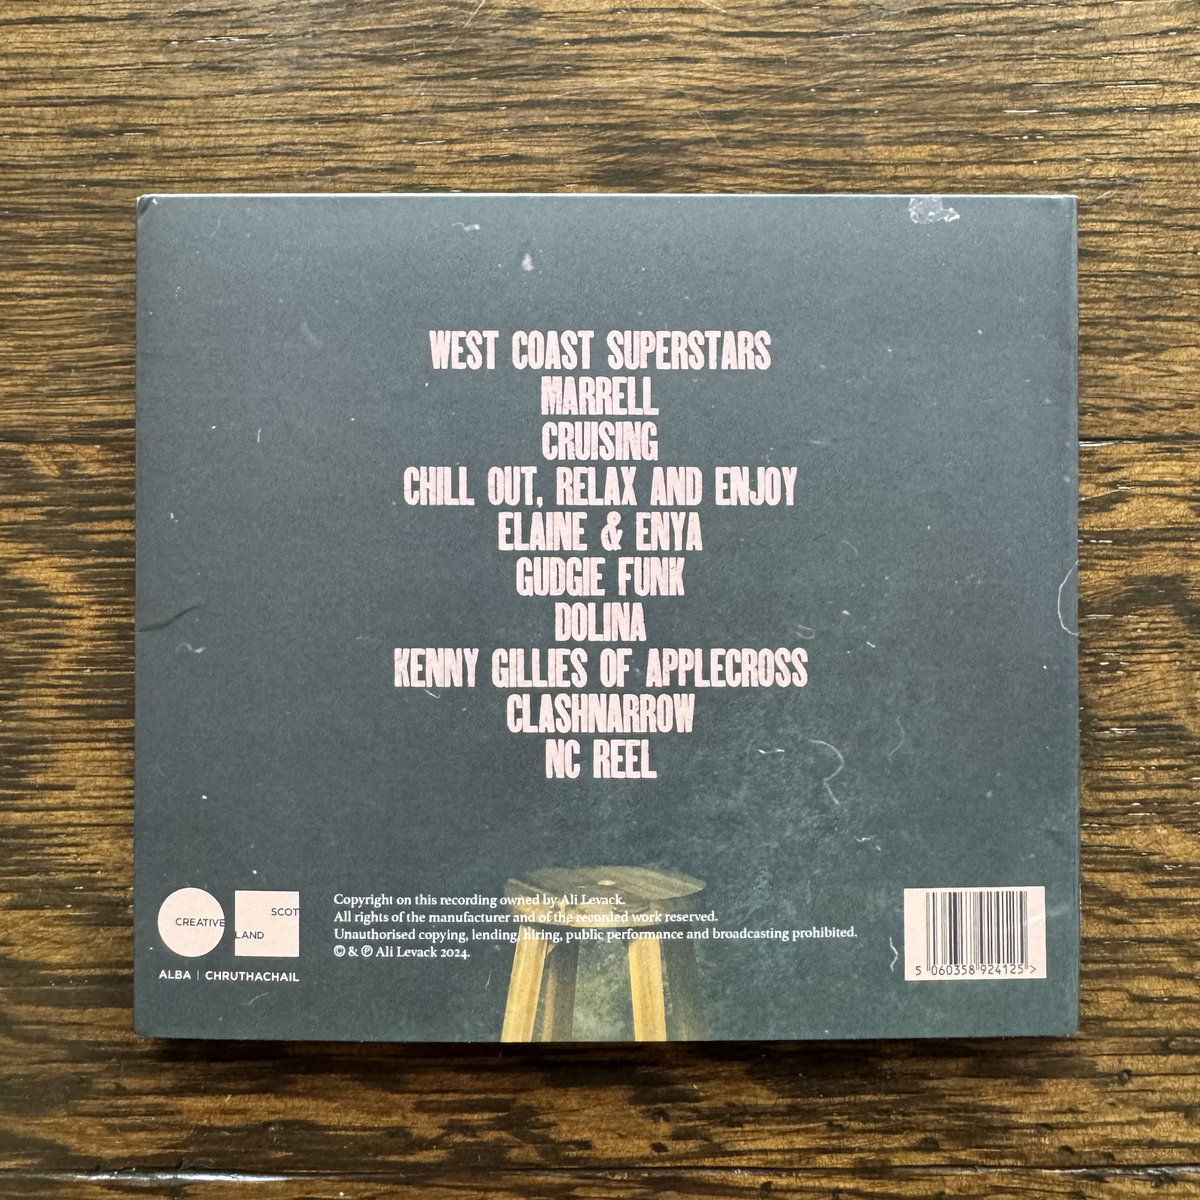 WEST COAST SUPERSTARS
MARRELL
CRUISING
CHILL OUT, RELAX AND ENJOY
ELAINE & ENYA
GUDGIE FUNK
DOLINA
KENNY GILLIES OF APPLECROSS
CLASHNARROW
NC REEL
CREATIVE SCOTLAND
ALBA | CHRUTHACHAIL
Copyright on this recording owned by Ali Levack.
All rights of the manufacturer and of the recorded work reserved.
Unauthorised copying, lending, hiring, public performance and broadcasting prohibited.
© & ℗ Ali Levack 2024.
5 060358 924125 >